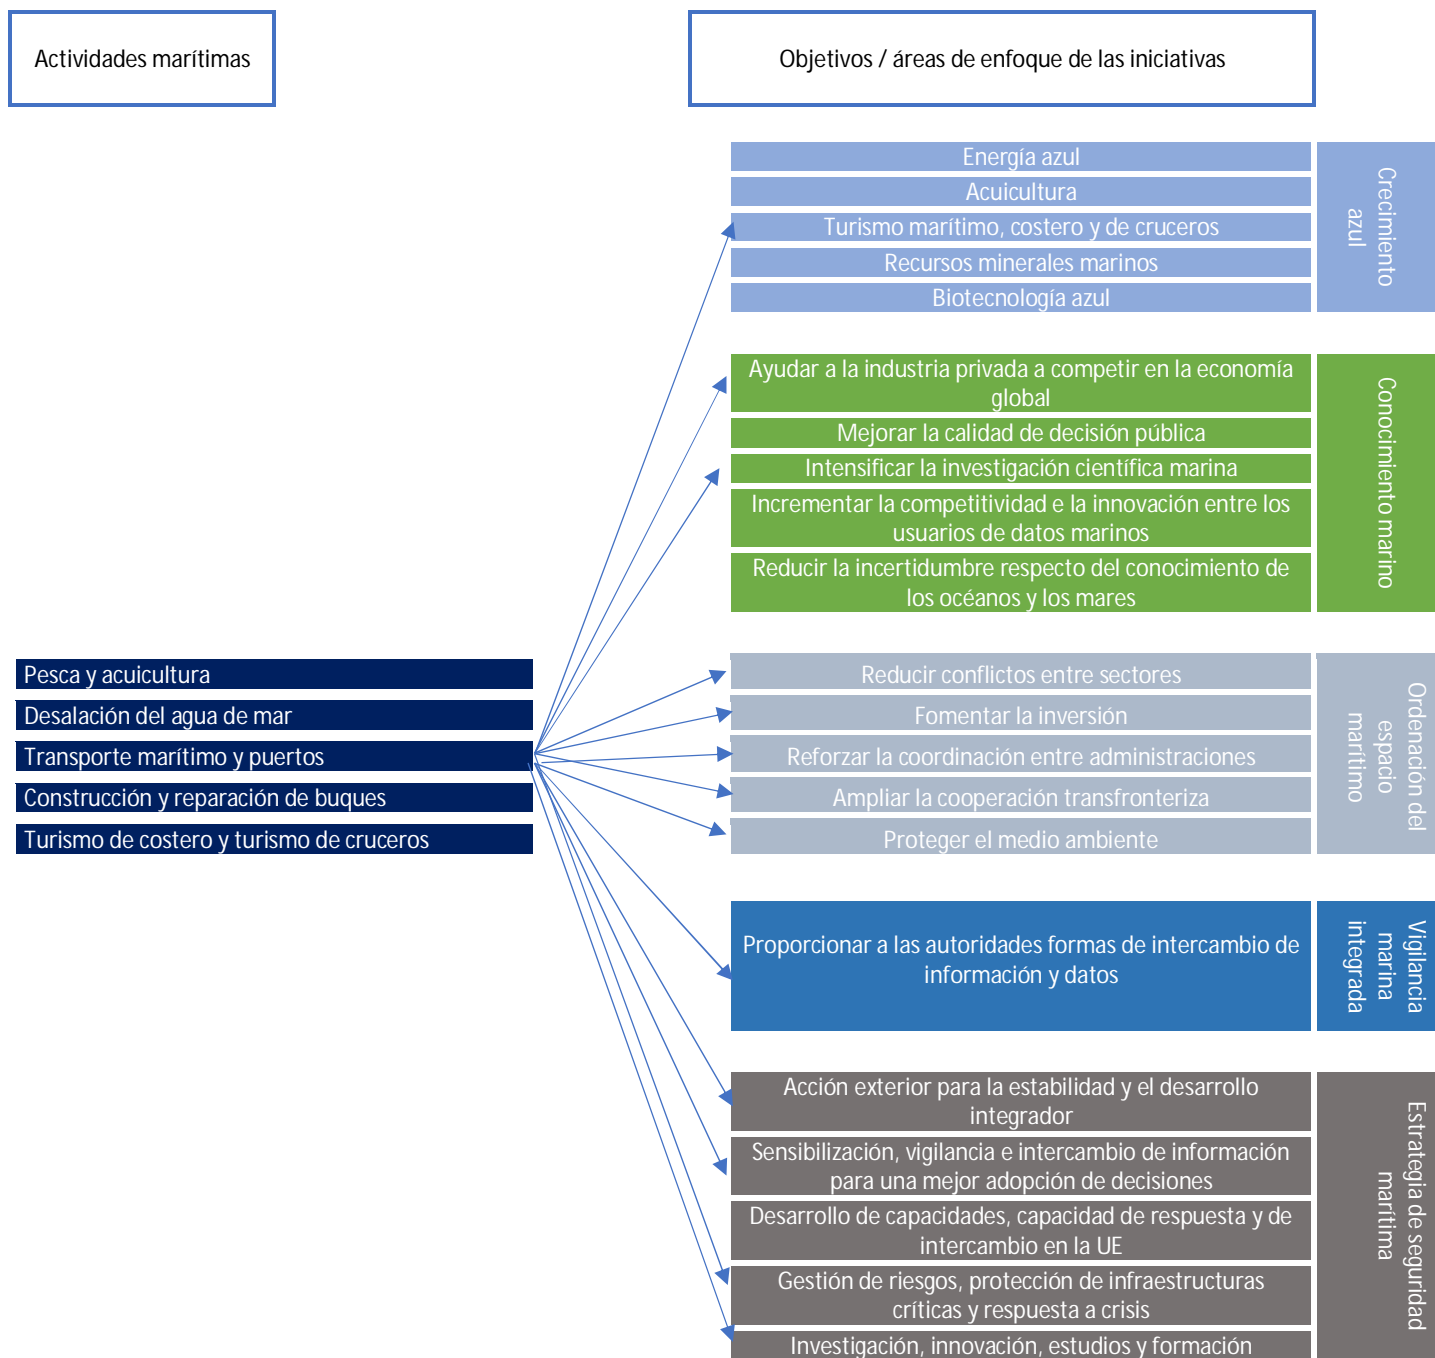 Actividades marítimas
Objetivos / áreas de enfoque de las iniciativas
Energía azul
Acuicultura
Turismo marítimo, costero y de cruceros
Recursos minerales marinos
Biotecnología azul
Crecimiento
azul
Ayudar a la industria privada a competir en la economía
global
Mejorar la calidad de decisión pública
Intensificar la investigación científica marina
Incrementar la competitividad e la innovación entre los
usuarios de datos marinos
Reducir la incertidumbre respecto del conocimiento de
los océanos y los mares
Conocimiento marino
Pesca y acuicultura
Desalación del agua de mar
Transporte marítimo y puertos
Construcción y reparación de buques
Turismo de costero y turismo de cruceros
Reducir conflictos entre sectores
Fomentar la inversión
Reforzar la coordinación entre administraciones
Ampliar la cooperación transfronteriza
Proteger el medio ambiente
Ordenación del
espacio
marítimo
Proporcionar a las autoridades formas de intercambio de
información y datos
Vigilancia
marina
integrada
Acción exterior para la estabilidad y el desarrollo
integrador
Sensibilización, vigilancia e intercambio de información
para una mejor adopción de decisiones
Desarrollo de capacidades, capacidad de respuesta y de
intercambio en la UE
Gestión de riesgos, protección de infraestructuras
críticas y respuesta a crisis
Investigación, innovación, estudios y formación
Estrategia de seguridad
marítima